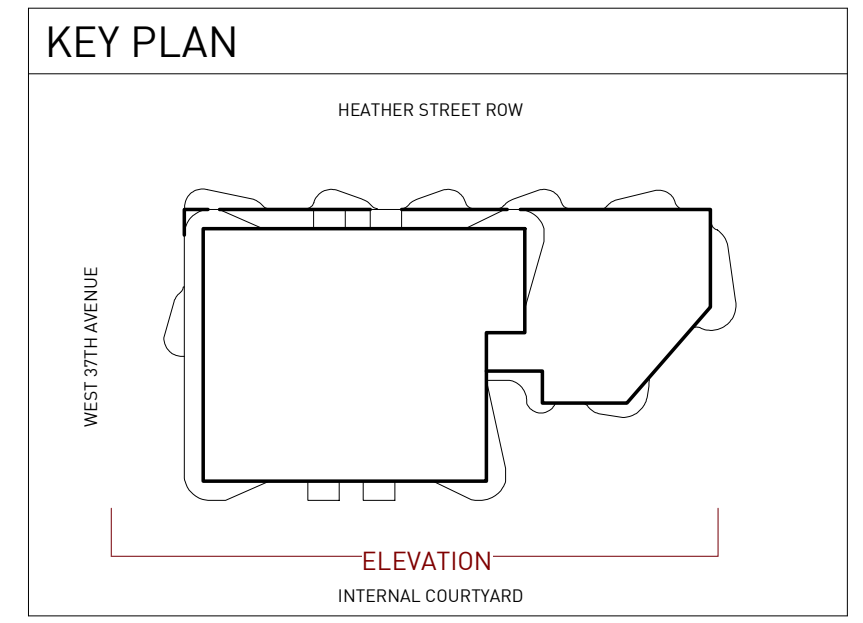 KEY PLAN
HEATHER STREET ROW
WEST 37TH AVENUE
ELEVATION
INTERNAL COURTYARD